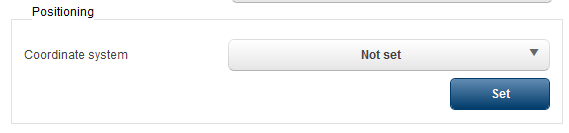 Positioning
Coordinate system
Not set
Set